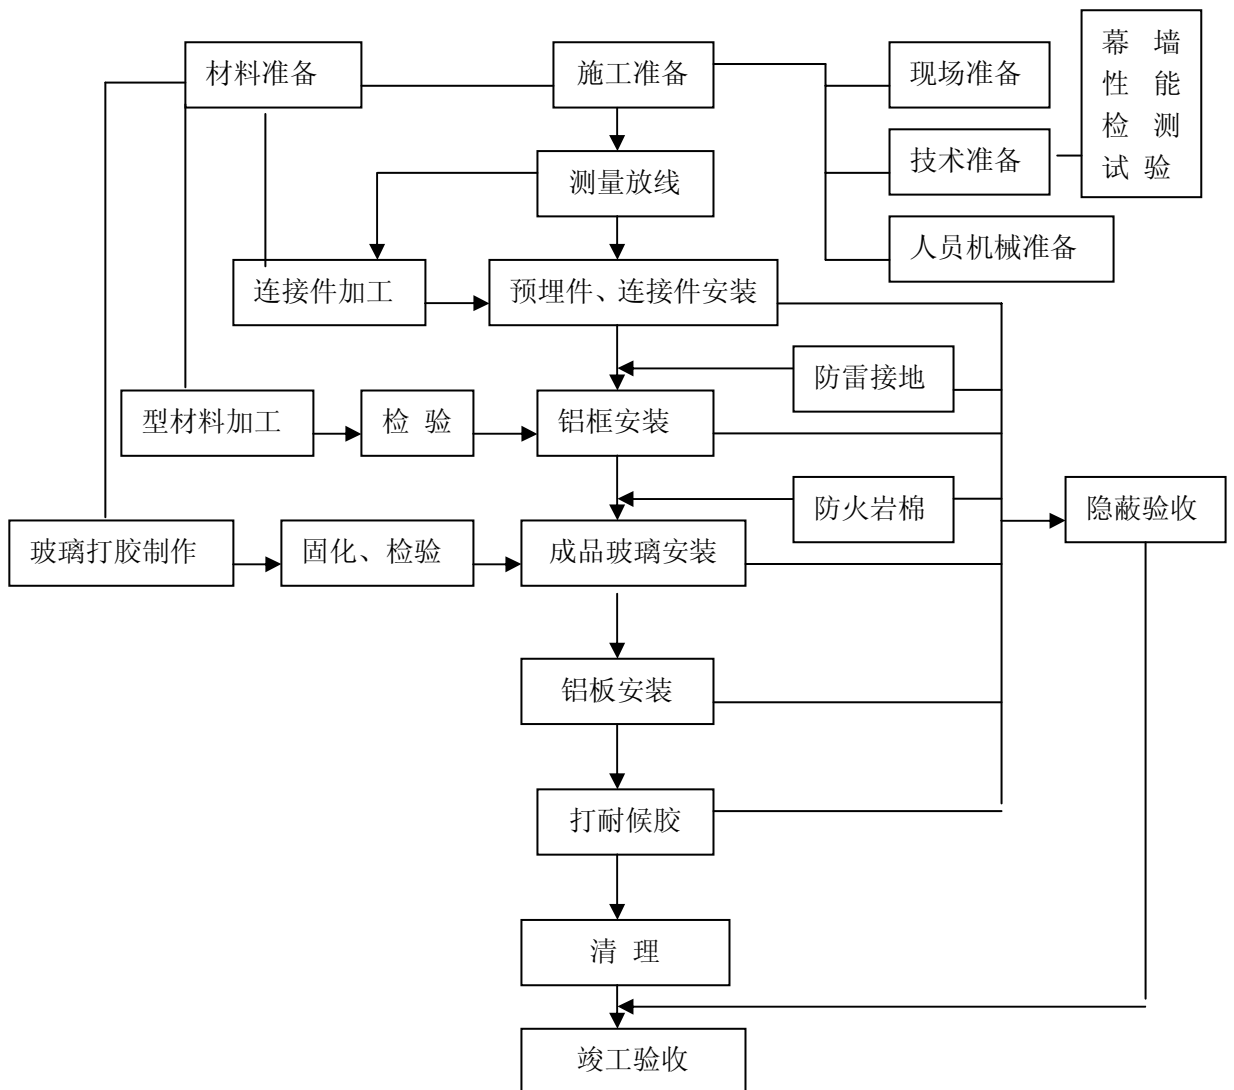 材料准备
施工准备
现场准备
幕 墙
性 能
检 测
试 验
技术准备
测量放线
人员机械准备
连接件加工
预埋件、连接件安装
防雷接地
型材料加工
检 验
铝框安装
防火岩棉
隐蔽验收
玻璃打胶制作
固化、检验
成品玻璃安装
铝板安装
打耐候胶
清 理
竣工验收